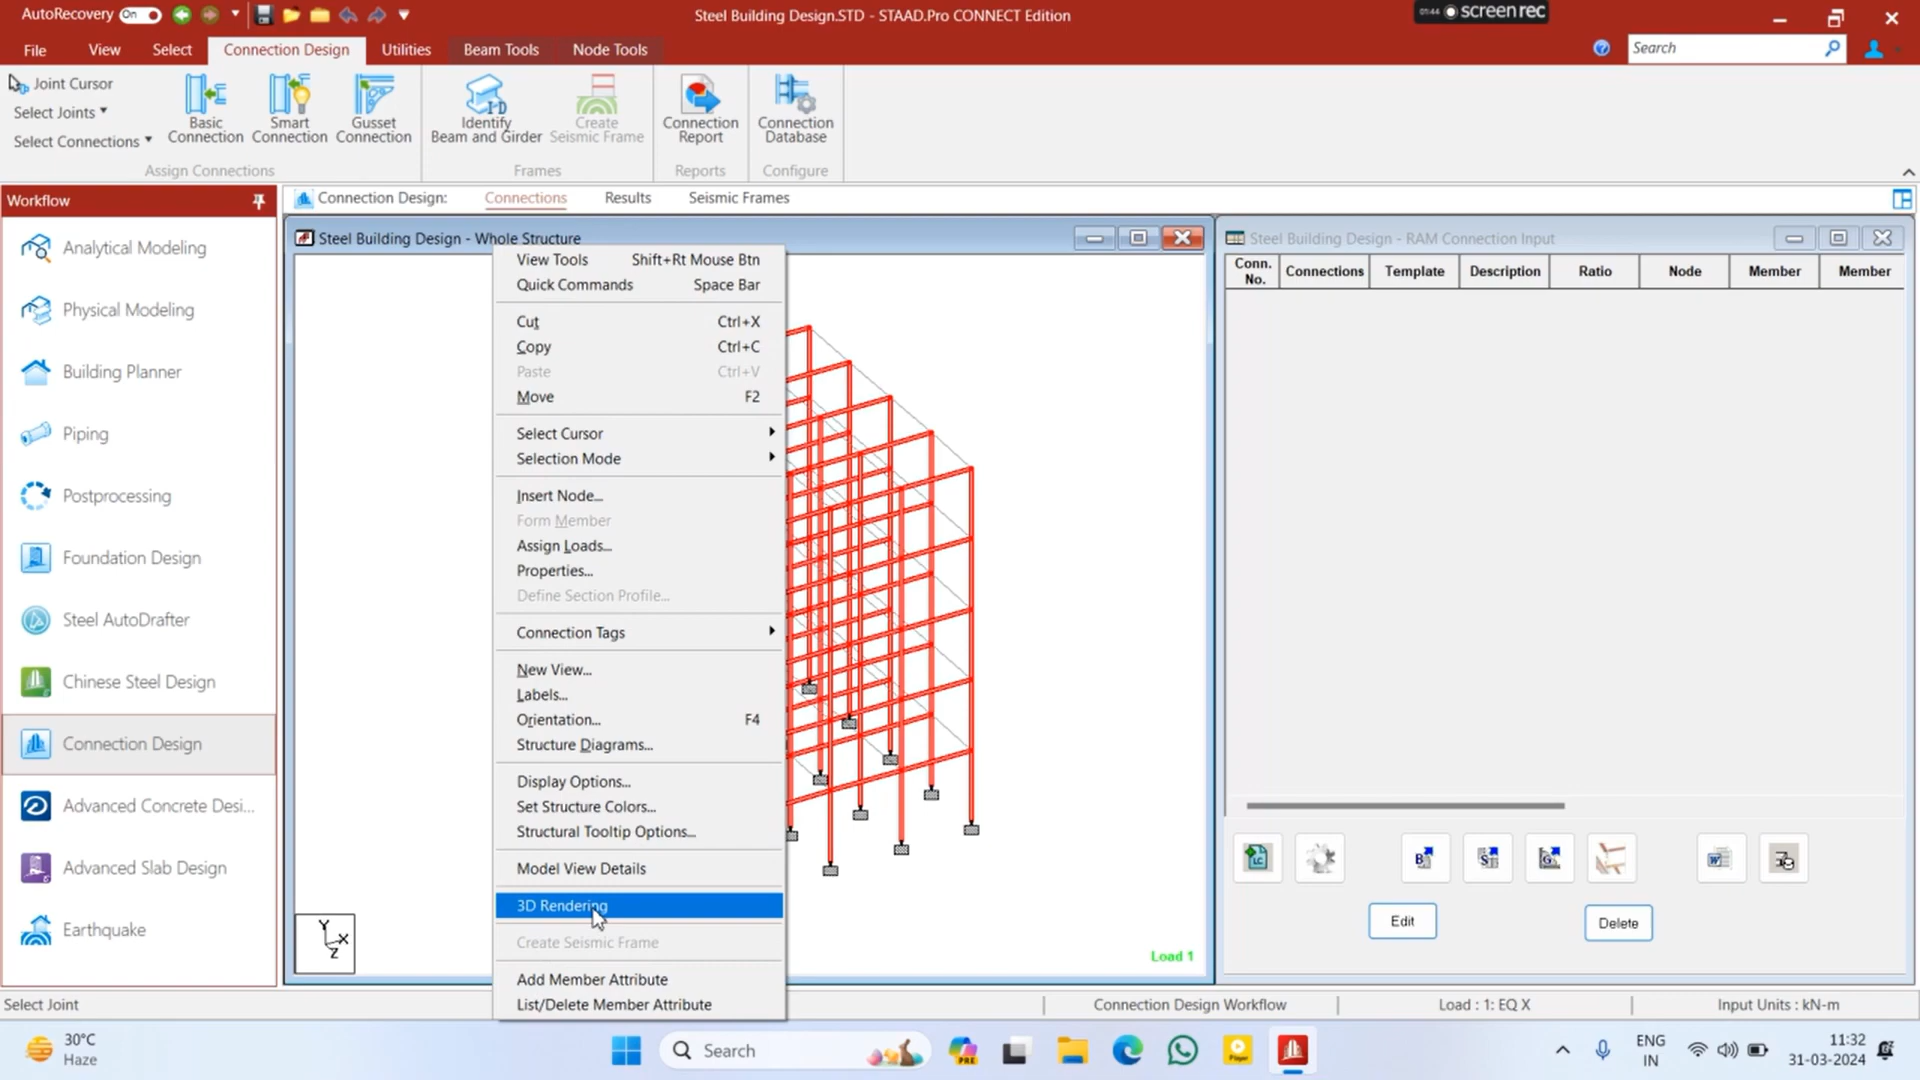 AutoRecovery On
Steel Building Design.STD - STAAD.Pro CONNECT Edition
01:44 screen rec
File
View
Select
Connection Design
Utilities
Beam Tools
Node Tools
Search
Joint Cursor
Select Joints
Select Connections
Basic
Connection
Smart
Connection
Gusset
Connection
Identify
Beam and Girder
Create
Seismic Frame
Connection
Report
Connection
Database
Assign Connections
Frames
Reports
Configure
Workflow
Connection Design:
Connections
Results
Seismic Frames
Analytical Modeling
Physical Modeling
Building Planner
Piping
Postprocessing
Foundation Design
Steel AutoDrafter
Chinese Steel Design
Connection Design
Advanced Concrete Desi...
Advanced Slab Design
Earthquake
Steel Building Design - Whole Structure
View Tools Shift+Rt Mouse Btn
Quick Commands Space Bar
Cut Ctrl+X
Copy Ctrl+C
Paste Ctrl+V
Move F2
Select Cursor
Selection Mode
Insert Node...
Form Member
Assign Loads...
Properties...
Define Section Profile...
Connection Tags
New View...
Labels...
Orientation... F4
Structure Diagrams...
Display Options...
Set Structure Colors...
Structural Tooltip Options...
Model View Details
3D Rendering
Create Seismic Frame
Add Member Attribute
List/Delete Member Attribute
Y
X
Z
Load 1
Steel Building Design - RAM Connection Input
Conn.
No.
Connections
Template
Description
Ratio
Node
Member
Member
LC
B
S
G
W
Edit
Delete
Select Joint
Connection Design Workflow
Load : 1: EQ X
Input Units : kN-m
30°C
Haze
Search
PRE
Player
ENG
IN
11:32
31-03-2024